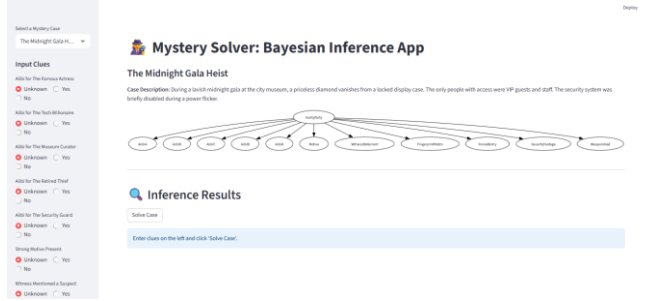 Deploy
Select a Mystery Case
The Midnight Gala H...
Input Clues
Alibi for The Famous Actress
Unknown Yes
No
Alibi for The Tech Billionaire
Unknown Yes
No
Alibi for The Museum Curator
Unknown Yes
No
Alibi for The Retired Thief
Unknown Yes
No
Alibi for The Security Guard
Unknown Yes
No
Strong Motive Present
Unknown Yes
No
Witness Mentioned a Suspect
Unknown Yes
Mystery Solver: Bayesian Inference App
The Midnight Gala Heist
Case Description: During a lavish midnight gala at the city museum, a priceless diamond vanishes from a locked display case. The only people with access were VIP guests and staff. The security system was
briefly disabled during a power flicker.
GuiltyParty
Motive WitnessStatement FingerprintMatch ForcedEntry SecurityFootage WeaponUsed
Inference Results
Solve Case
Enter clues on the left and click 'Solve Case'.